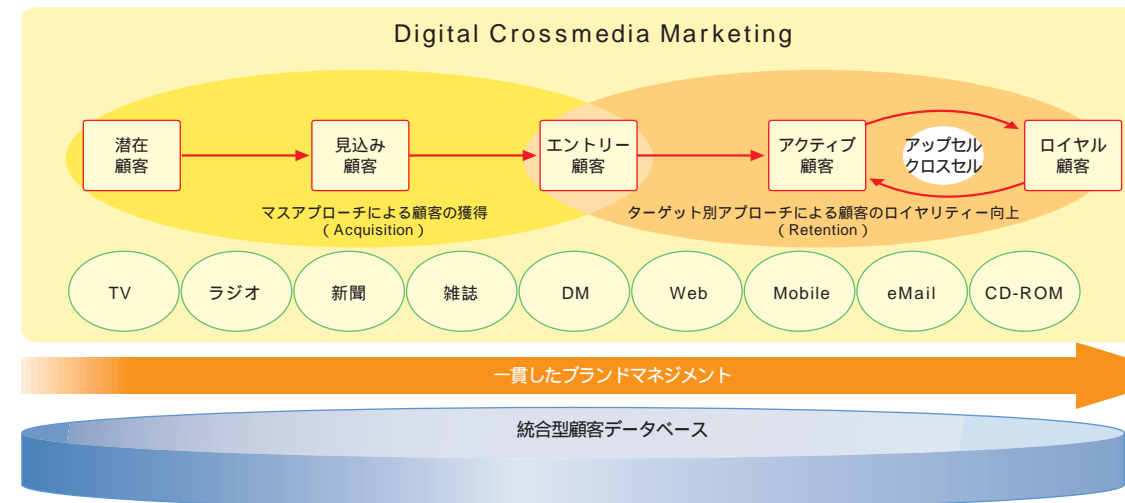 Digital Crossmedia Marketing
潜在
顧客
見込み
顧客
エントリー
顧客
アクティブ
顧客
アップセル
クロスセル
ロイヤル
顧客
マスアプローチによる顧客の獲得
( Acquisition )
ターゲット別アプローチによる顧客のロイヤリティー向上
( Retention )
TV
ラジオ
新聞
雑誌
DM
Web
Mobile
eMail
CD-ROM
一貫したブランドマネジメント
統合型顧客データベース